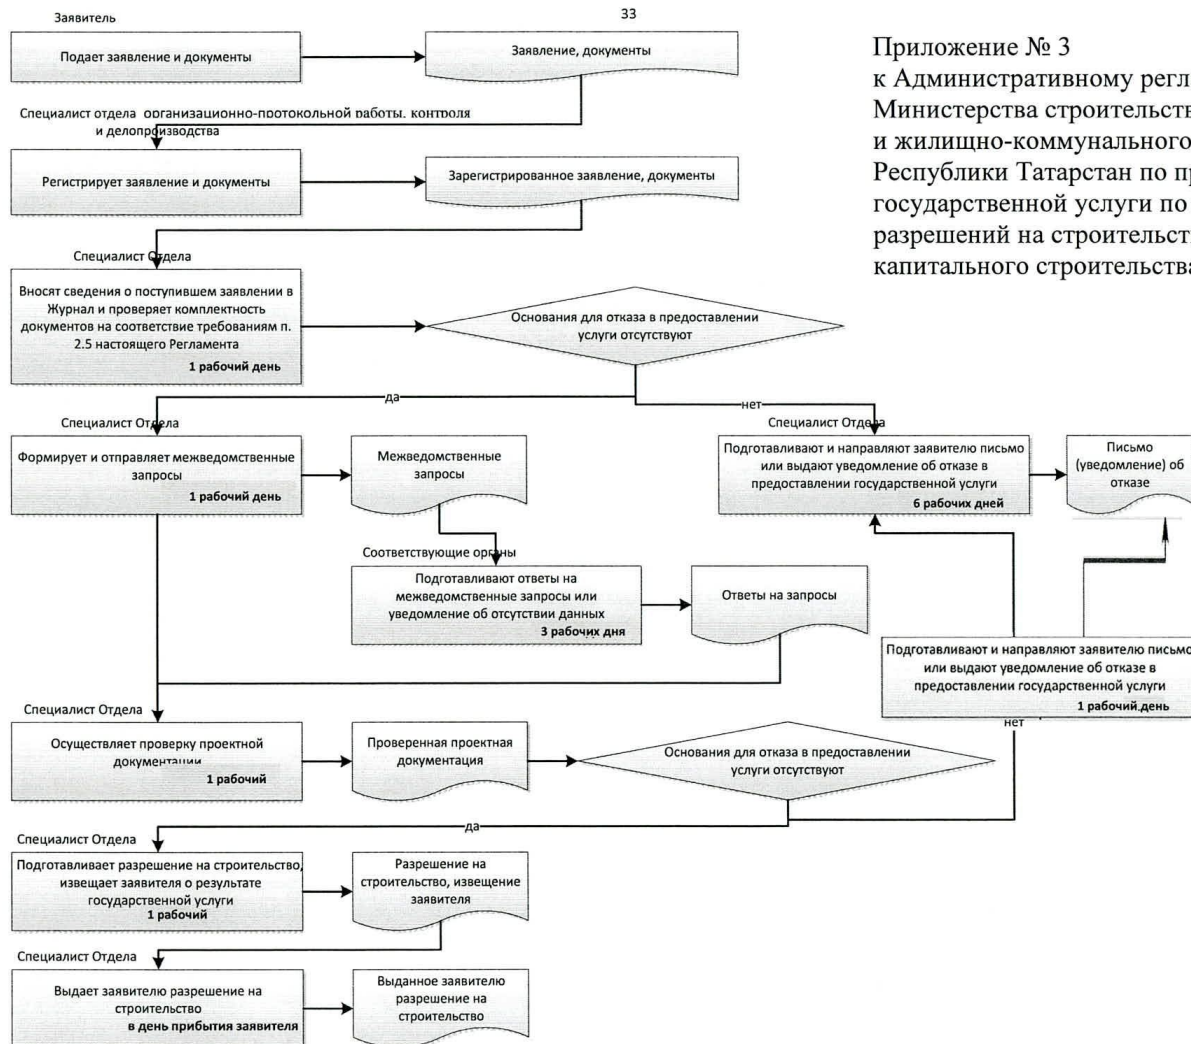 33
Приложение № 3
к Административному регл
Министерства строительств
и жилищно-коммунального
Республики Татарстан по пр
государственной услуги по
разрешений на строительст
капитального строительства
Заявитель
Подает заявление и документы
Заявление, документы
Специалист отдела организационно-протокольной работы, контроля
и делопроизводства
Регистрирует заявление и документы
Зарегистрированное заявление, документы
Специалист Отдела
Вносят сведения о поступившем заявлении в
Журнал и проверяет комплектность
документов на соответствие требованиям п.
2.5 настоящего Регламента
1 рабочий день
Основания для отказа в предоставлении
услуги отсутствуют
да
нет
Специалист Отдела
Формирует и отправляет межведомственные
запросы
1 рабочий день
Межведомственные
запросы
Специалист Отдела
Подготавливают и направляют заявителю письмо
или выдают уведомление об отказе в
предоставлении государственной услуги
6 рабочих дней
Письмо
(уведомление) об
отказе
Соответствующие органы
Подготавливают ответы на
межведомственные запросы или
уведомление об отсутствии данных
3 рабочих дня
Ответы на запросы
Подготавливают и направляют заявителю письмо
или выдают уведомление об отказе в
предоставлении государственной услуги
1 рабочий день
нет
Специалист Отдела
Осуществляет проверку проектной
документации
1 рабочий
Проверенная проектная
документация
Основания для отказа в предоставлении
услуги отсутствуют
да
Специалист Отдела
Подготавливает разрешение на строительство,
извещает заявителя о результате
государственной услуги
1 рабочий
Разрешение на
строительство, извещение
заявителя
Специалист Отдела
Выдает заявителю разрешение на
строительство
в день прибытия заявителя
Выданное заявителю
разрешение на
строительство